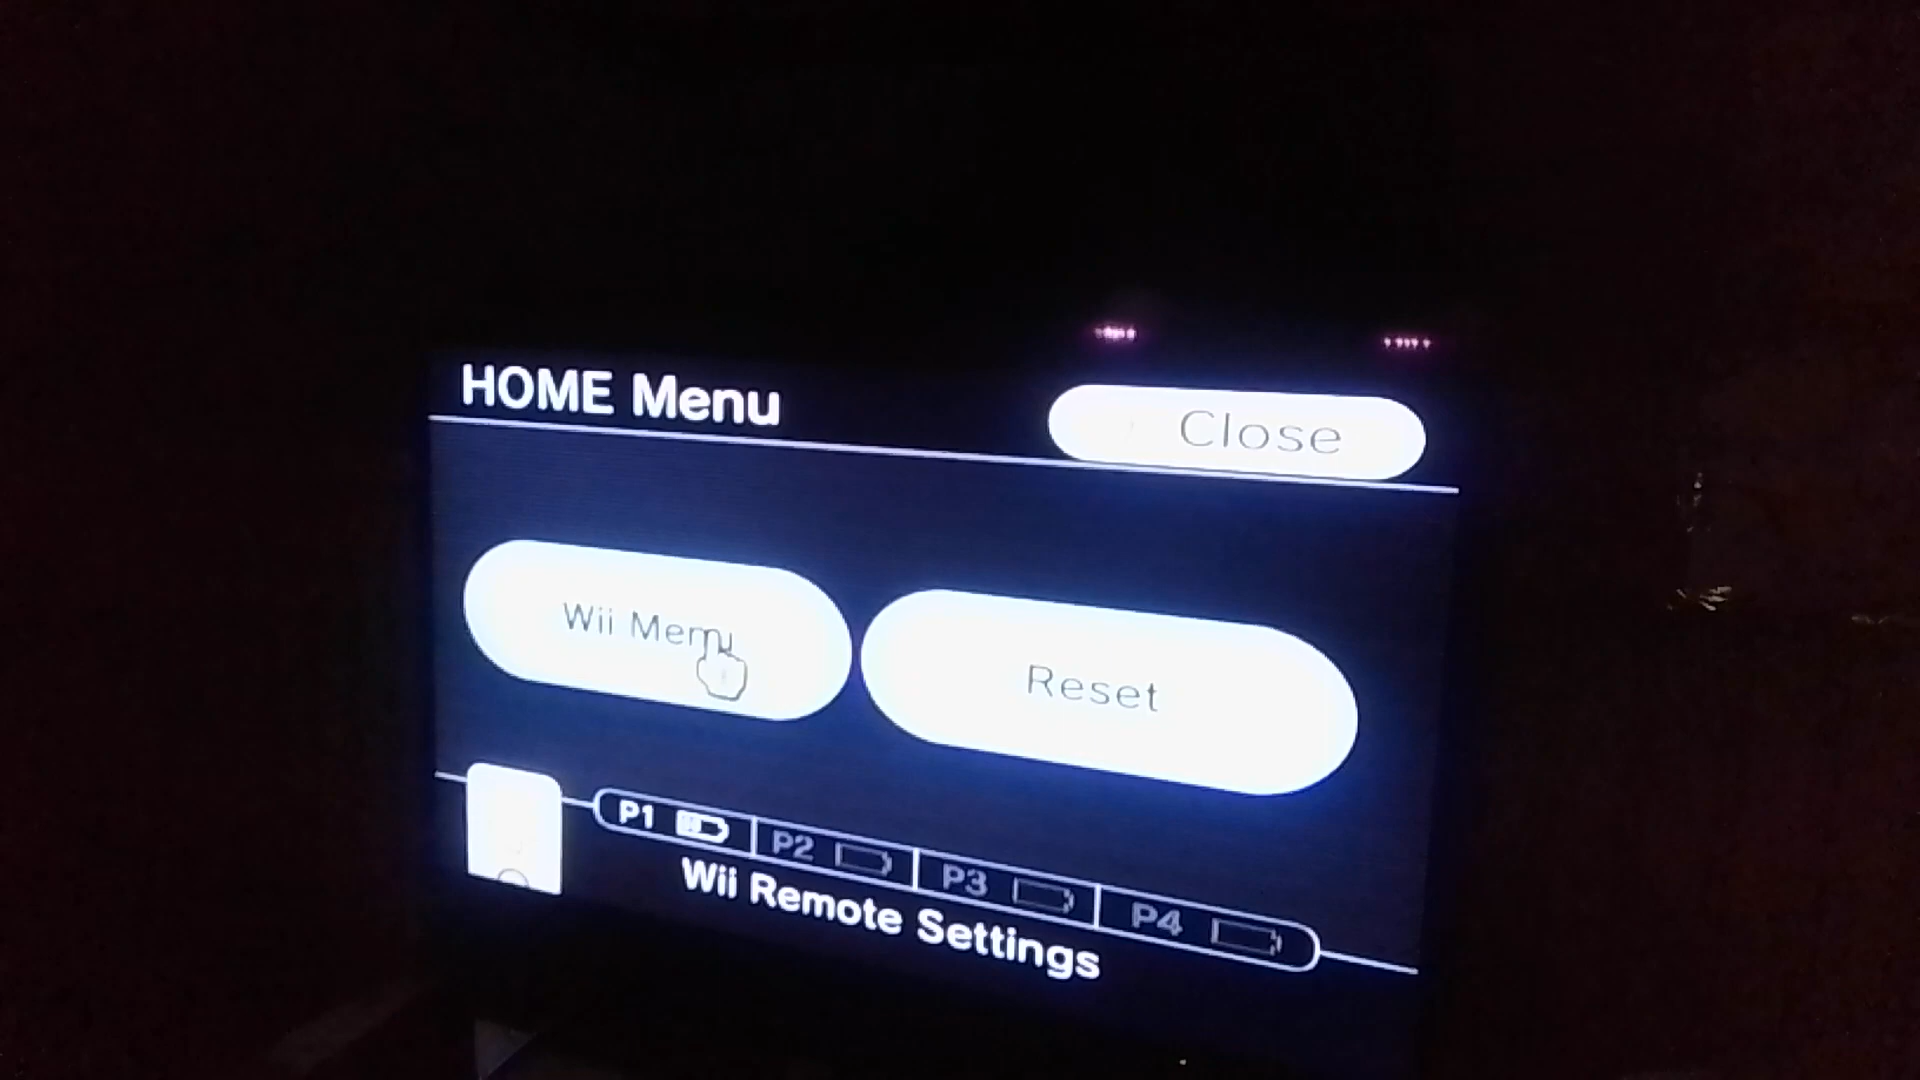 HOME Menu
Close
Wii Menu
Reset
P1 P2 P3 P4
Wii Remote Settings